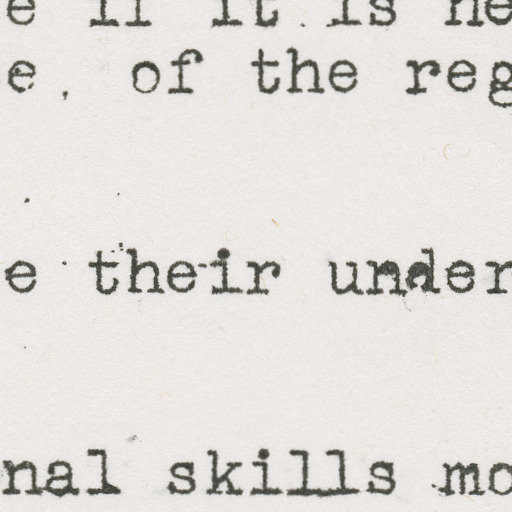 e if it is ne
e, of the reg
e their under
nal skills mo